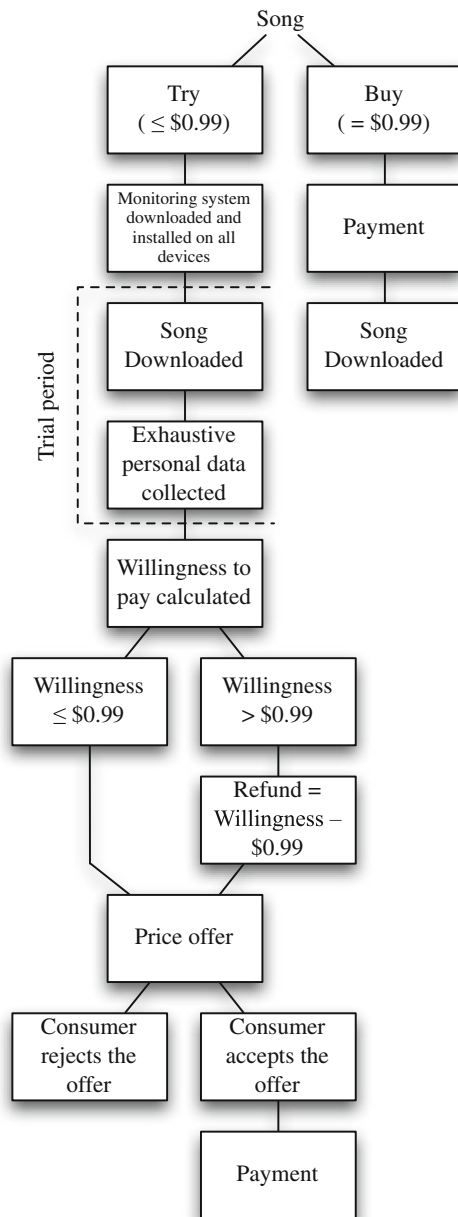 Song
Try
( ≤ $0.99)
Buy
( = $0.99)
Monitoring system
downloaded and
installed on all
devices
Payment
Trial period
Song
Downloaded
Song
Downloaded
Exhaustive
personal data
collected
Willingness to
pay calculated
Willingness
≤ $0.99
Willingness
> $0.99
Refund =
Willingness –
$0.99
Price offer
Consumer
rejects the
offer
Consumer
accepts the
offer
Payment